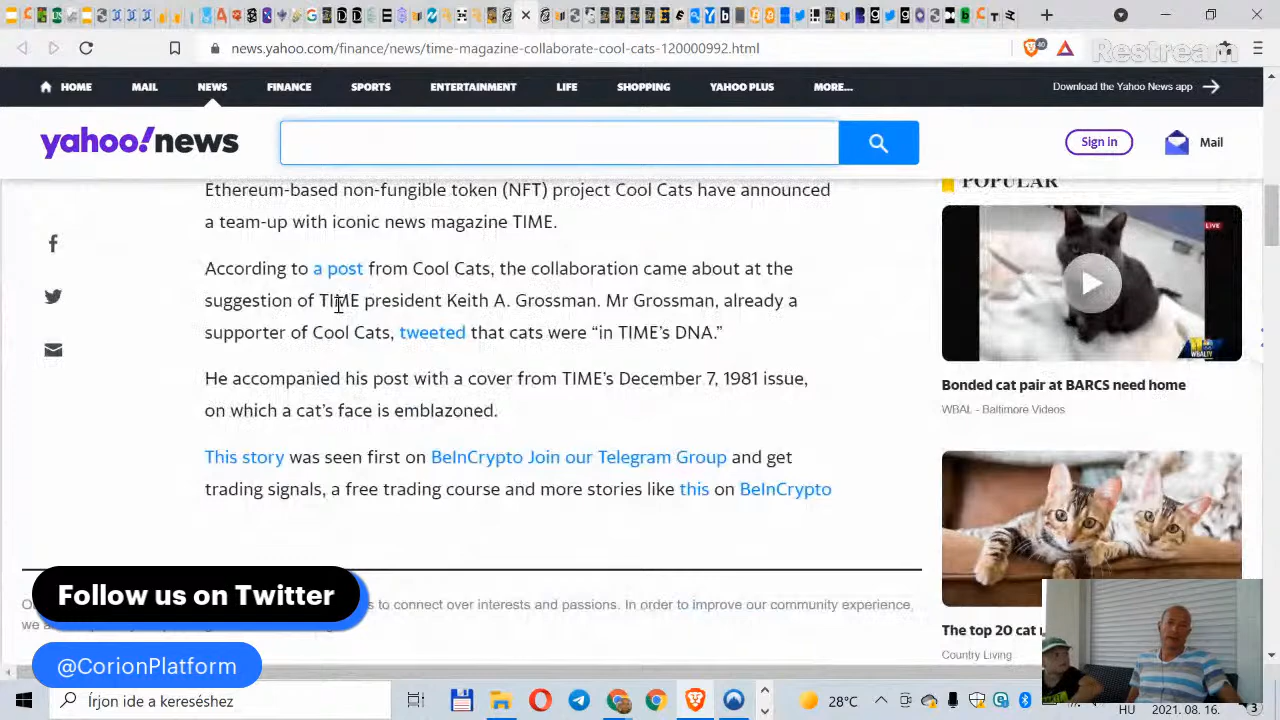 news.yahoo.com/finance/news/time-magazine-collaborate-cool-cats-120000992.html
40
Restream
HOME MAIL NEWS FINANCE SPORTS ENTERTAINMENT LIFE SHOPPING YAHOO PLUS MORE...
Download the Yahoo News app
yahoo!news
Sign in
Mail
Ethereum-based non-fungible token (NFT) project Cool Cats have announced
a team-up with iconic news magazine TIME.
According to a post from Cool Cats, the collaboration came about at the
suggestion of TIME president Keith A. Grossman. Mr Grossman, already a
supporter of Cool Cats, tweeted that cats were “in TIME’s DNA.”
He accompanied his post with a cover from TIME’s December 7, 1981 issue,
on which a cat’s face is emblazoned.
This story was seen first on BeInCrypto Join our Telegram Group and get
trading signals, a free trading course and more stories like this on BeInCrypto
POPULAR
LIVE
WBALTV
Bonded cat pair at BARCS need home
WBAL - Baltimore Videos
The top 20 cat
Country Living
to connect over interests and passions. In order to improve our community experience,
we
Follow us on Twitter
@CorionPlatform
Írjon ide a kereséshez
28°C
HU
2021. 08. 16.
3